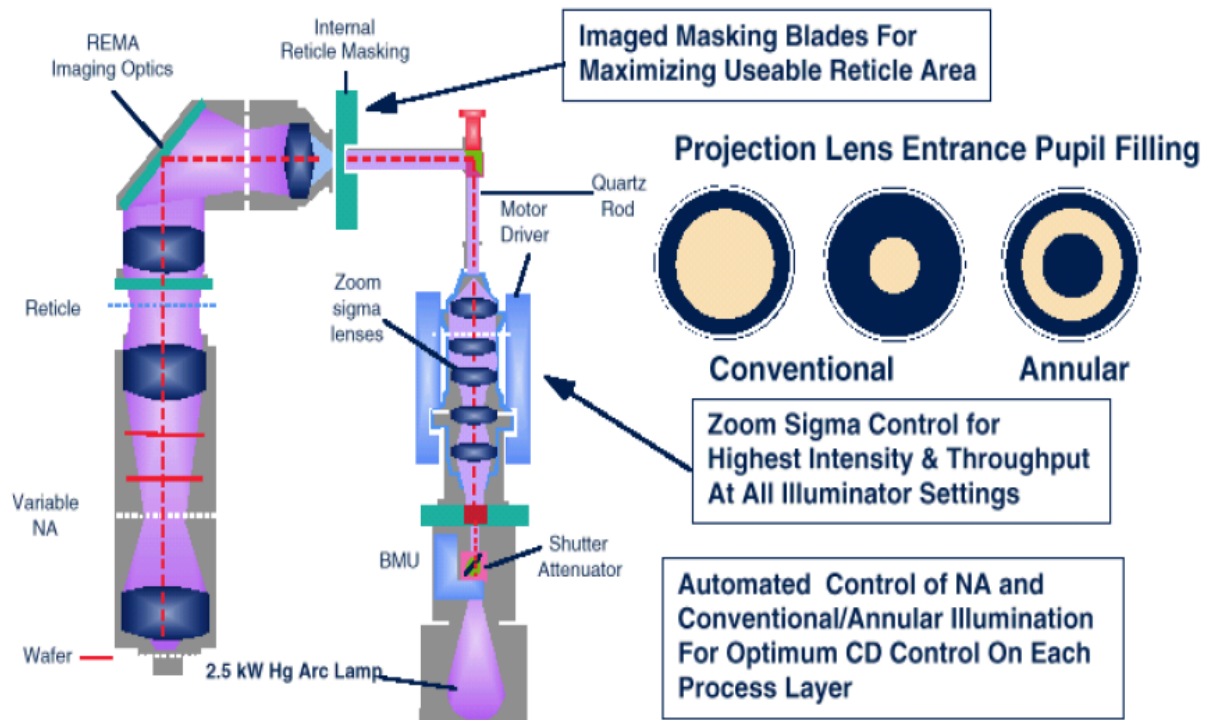 REMA
Imaging Optics
Internal
Reticle Masking
Imaged Masking Blades For
Maximizing Useable Reticle Area
Projection Lens Entrance Pupil Filling
Quartz
Rod
Motor
Driver
Zoom
sigma
lenses
Reticle
Conventional
Annular
Zoom Sigma Control for
Highest Intensity & Throughput
At All Illuminator Settings
Variable
NA
BMU
Shutter
Attenuator
Automated Control of NA and
Conventional/Annular Illumination
For Optimum CD Control On Each
Process Layer
Wafer
2.5 kW Hg Arc Lamp